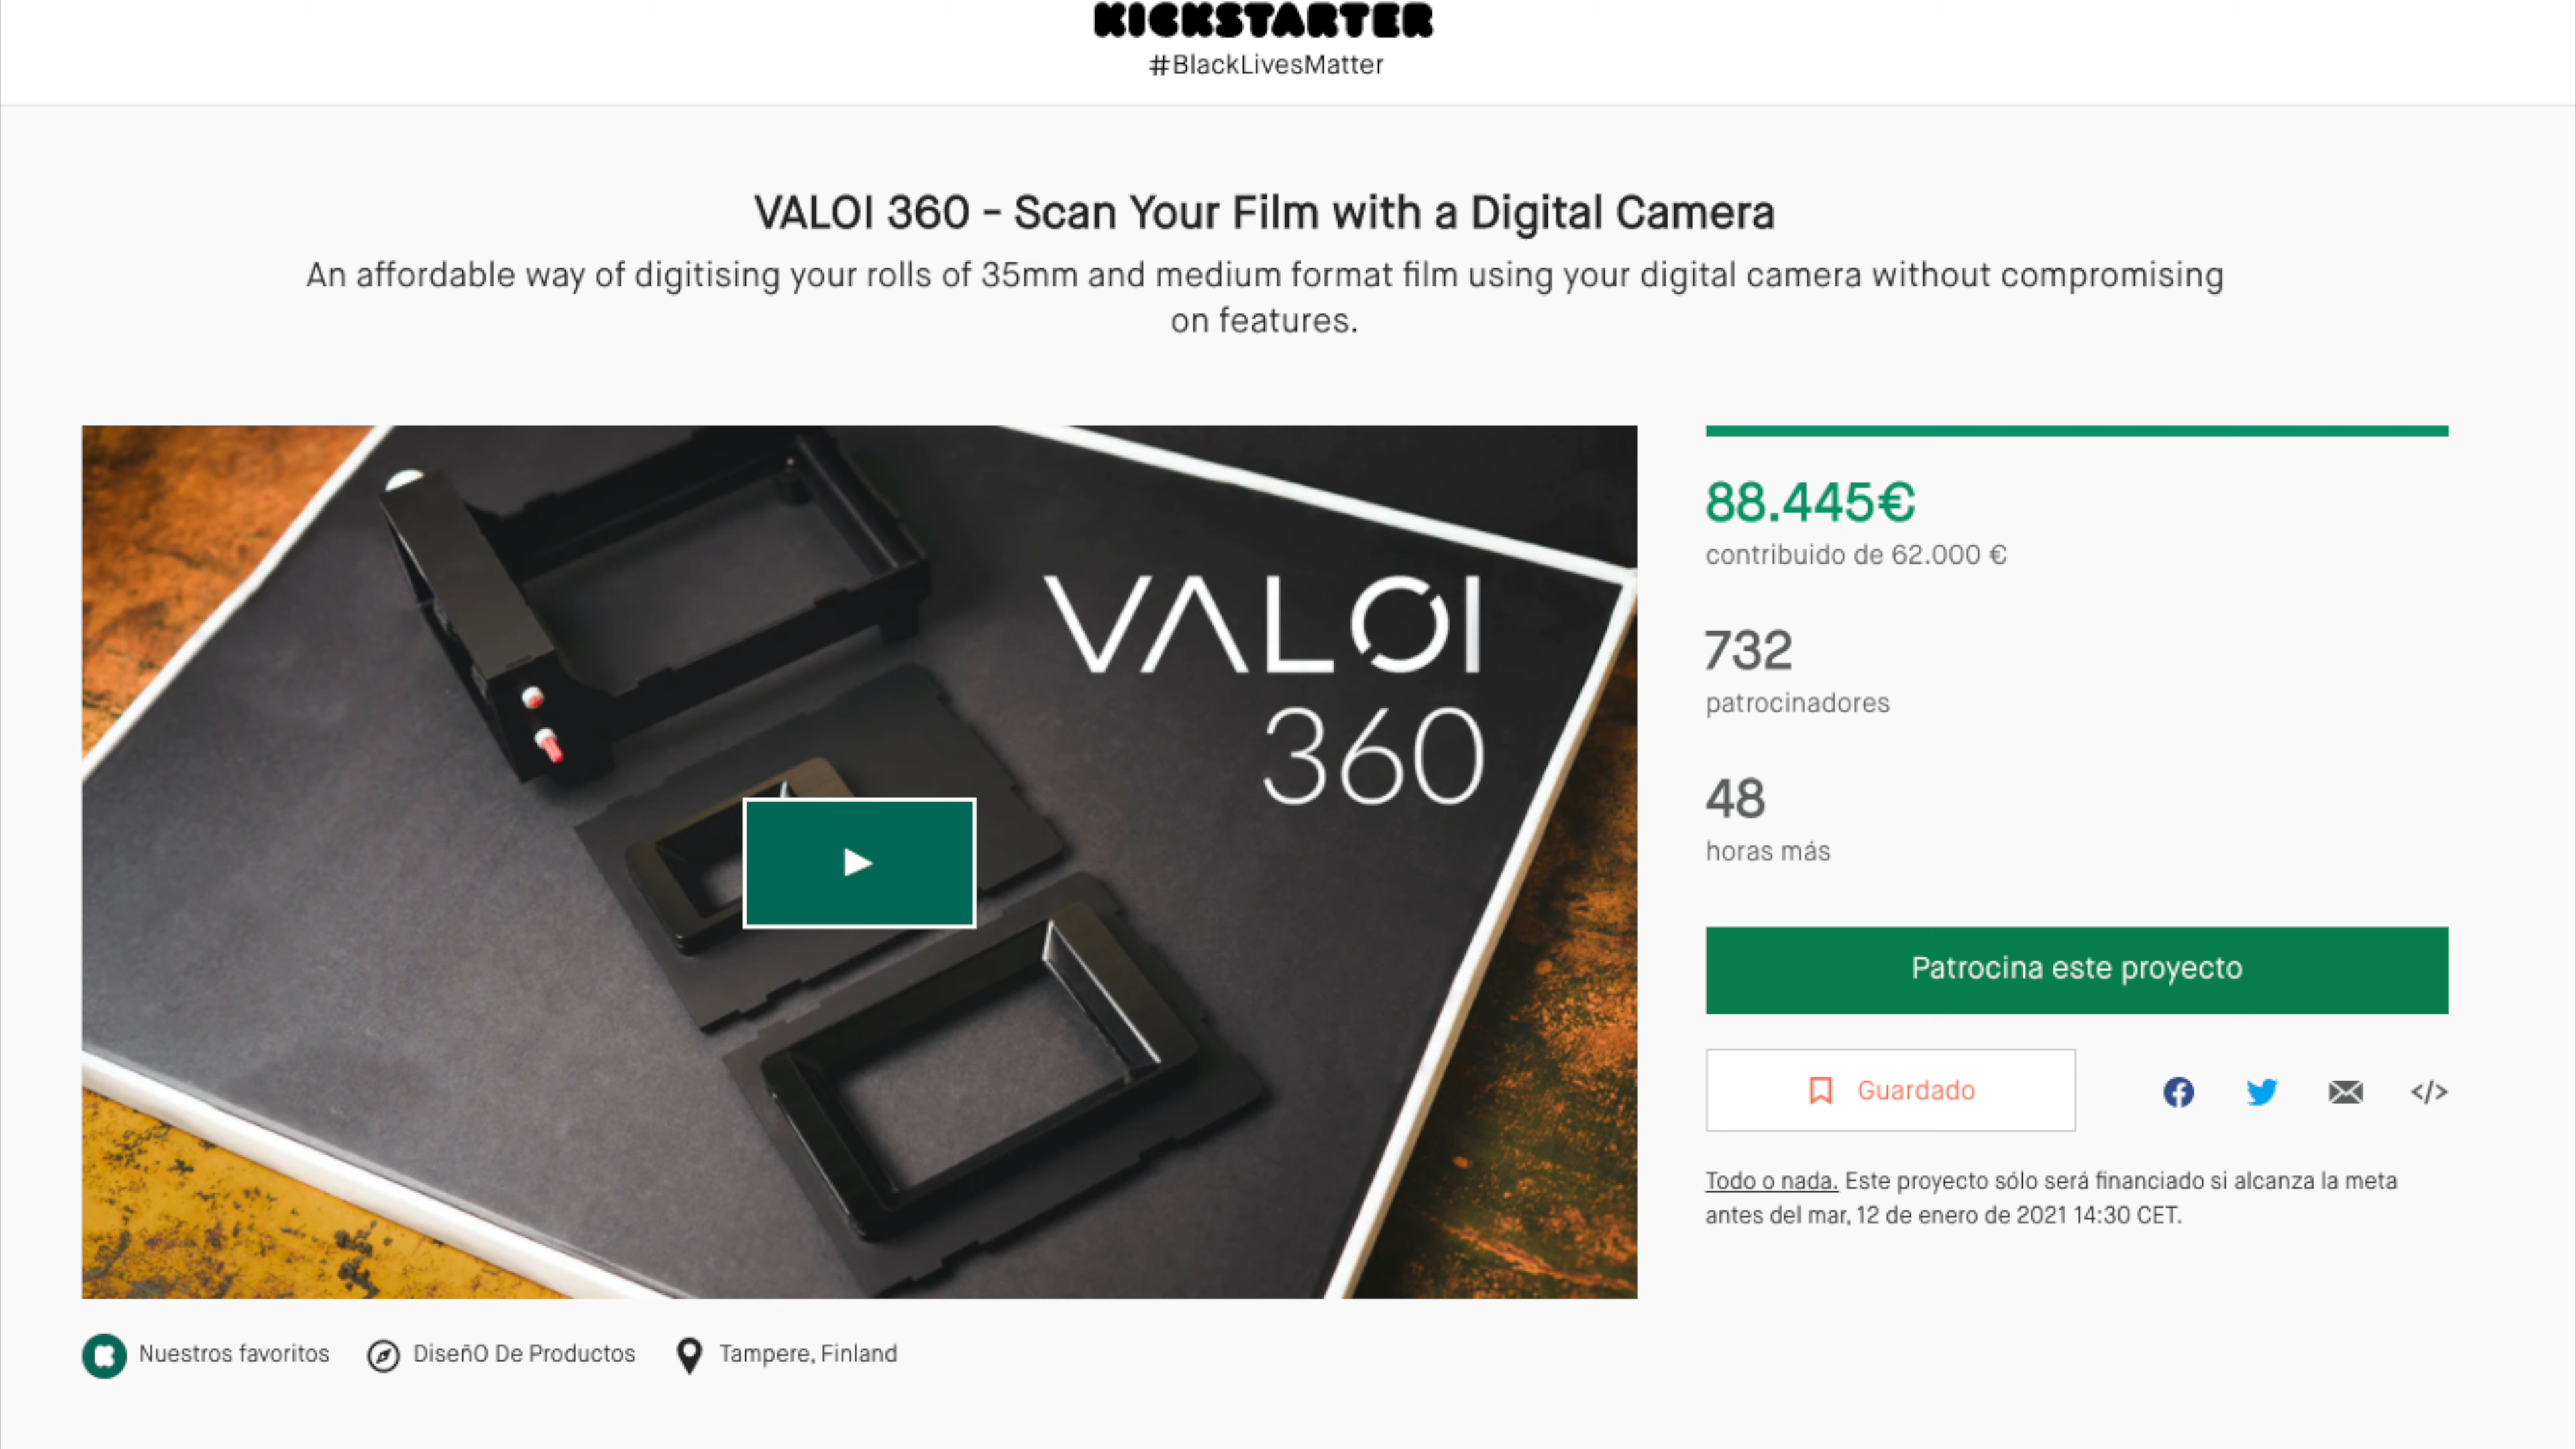 KICKSTARTER
#BlackLivesMatter
VALOI 360 - Scan Your Film with a Digital Camera
An affordable way of digitising your rolls of 35mm and medium format film using your digital camera without compromising
on features.
VALOI
360
88.445€
contribuido de 62.000 €
732
patrocinadores
48
horas más
Patrocina este proyecto
Guardado
Todo o nada. Este proyecto sólo será financiado si alcanza la meta
antes del mar, 12 de enero de 2021 14:30 CET.
Nuestros favoritos
DiseñO De Productos
Tampere, Finland